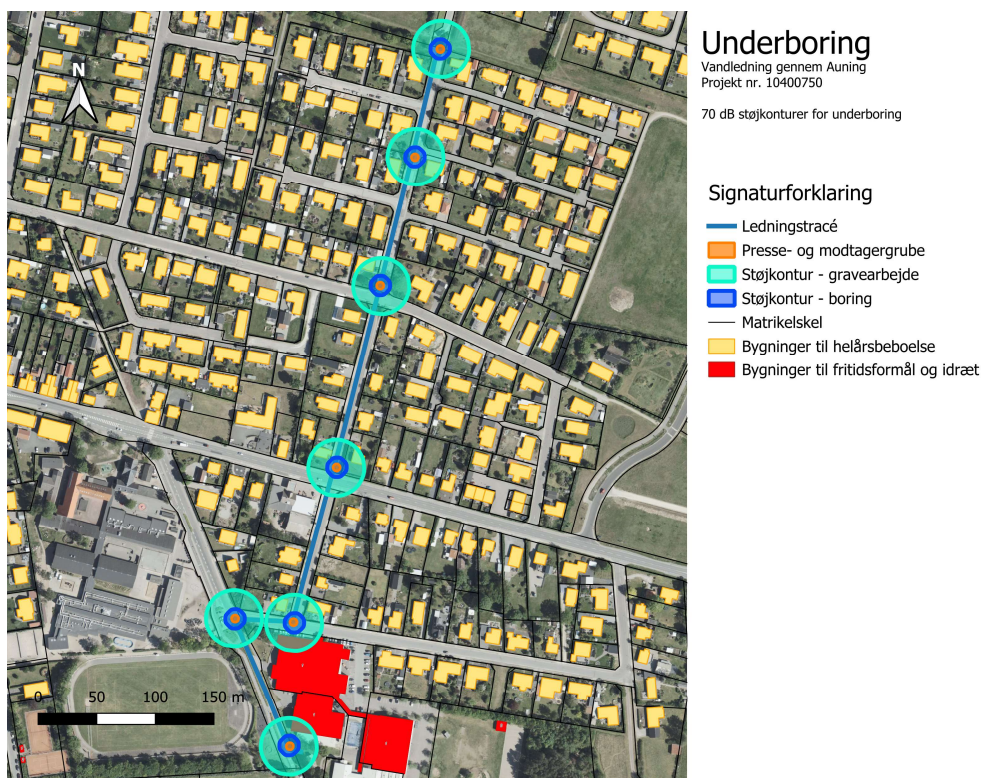 Underboring
Vandledning gennem Auning
Projekt nr. 10400750
70 dB støjkonturer for underboring
Signaturforklaring
Ledningstracé
Presse- og modtagergrube
Støjkontur - gravearbejde
Støjkontur - boring
Matrikelskel
Bygninger til helårsbeboelse
Bygninger til fritidsformål og idræt
N
0 50 100 150 m